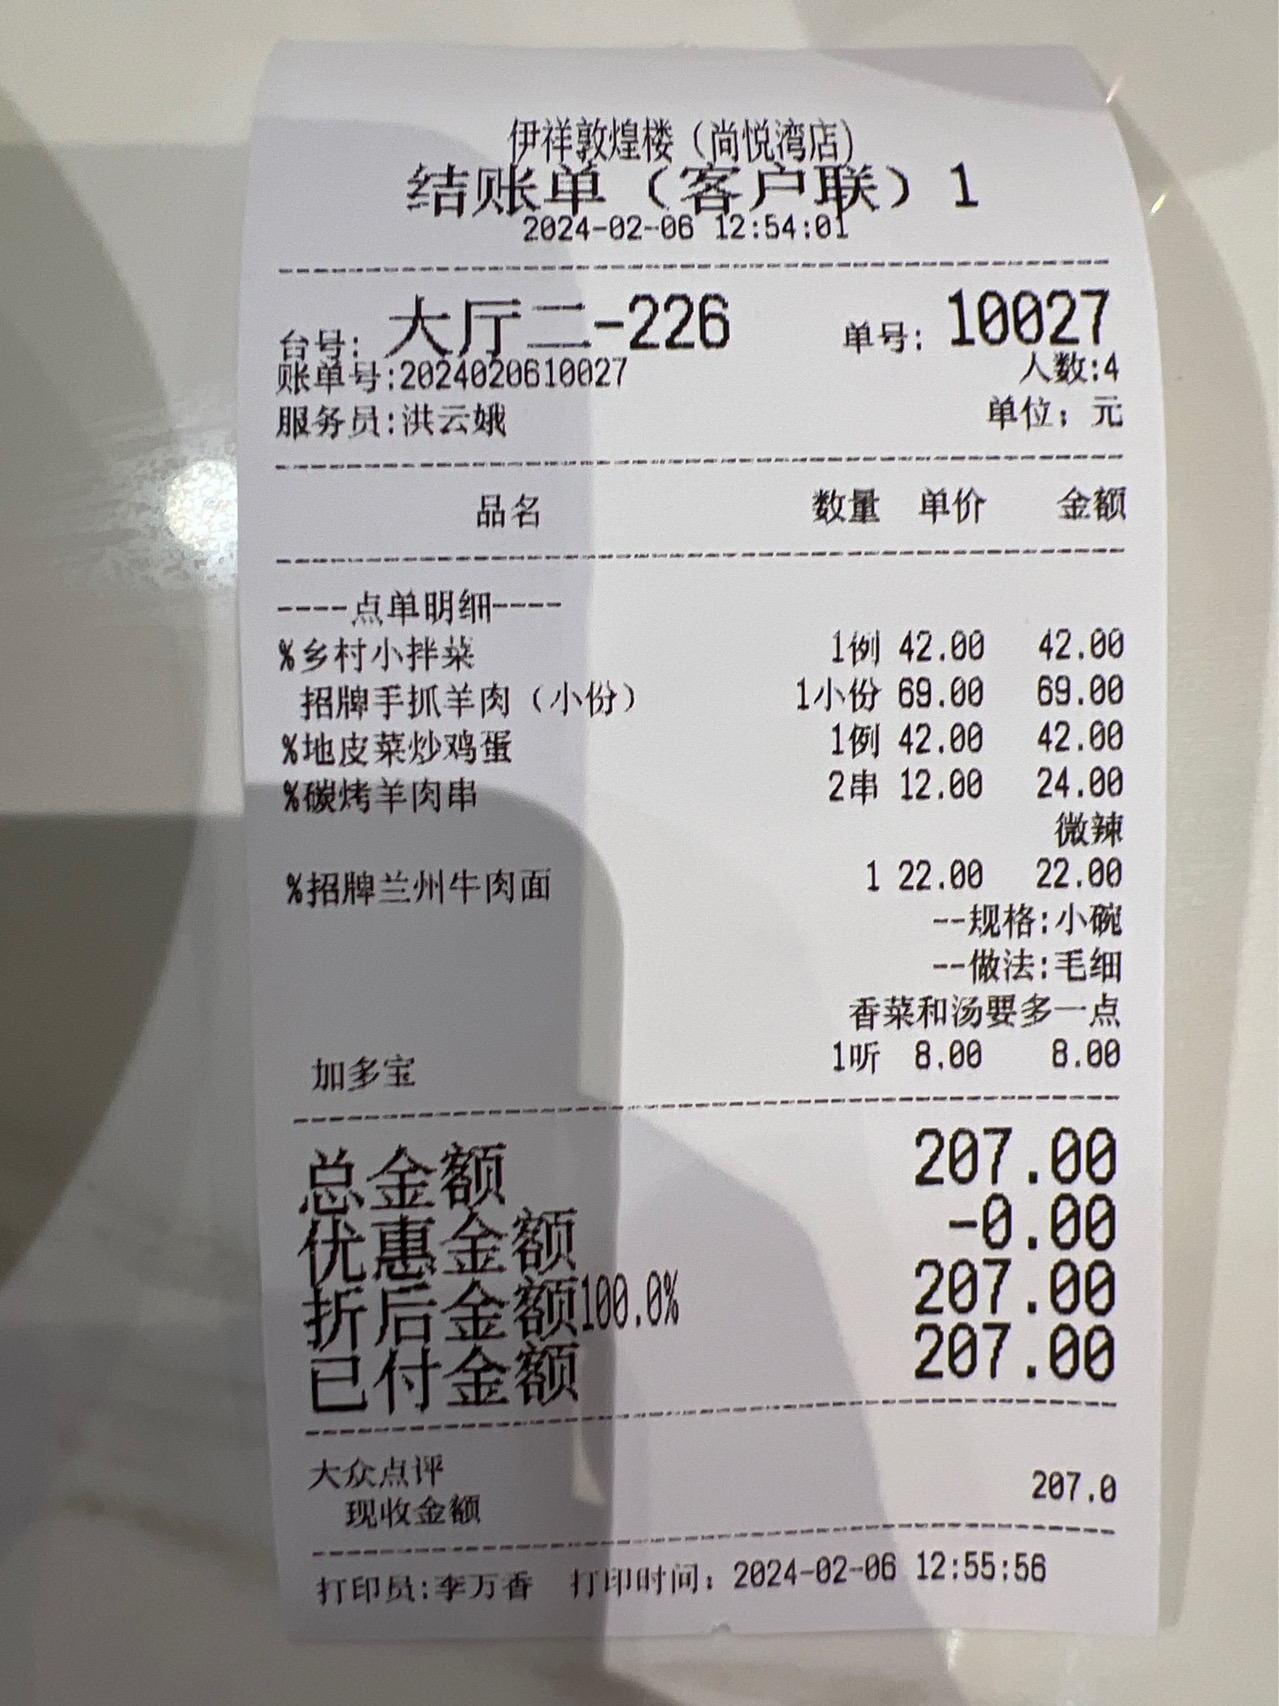 伊祥敦煌楼（尚悦湾店）
结账单（客户联）1
2024-02-06 12:54:01
台号: 大厅二-226 单号: 10027
账单号:2024020610027 人数:4
服务员:洪云娥 单位：元
品名 数量 单价 金额
----点单明细----
%乡村小拌菜 1例 42.00 42.00
招牌手抓羊肉（小份） 1小份 69.00 69.00
%地皮菜炒鸡蛋 1例 42.00 42.00
%碳烤羊肉串 2串 12.00 24.00
微辣
%招牌兰州牛肉面 1 22.00 22.00
--规格:小碗
--做法:毛细
香菜和汤要多一点
加多宝 1听 8.00 8.00
总金额 207.00
优惠金额 -0.00
折后金额100.0% 207.00
已付金额 207.00
大众点评
现收金额 207.0
打印员:李万香 打印时间：2024-02-06 12:55:56